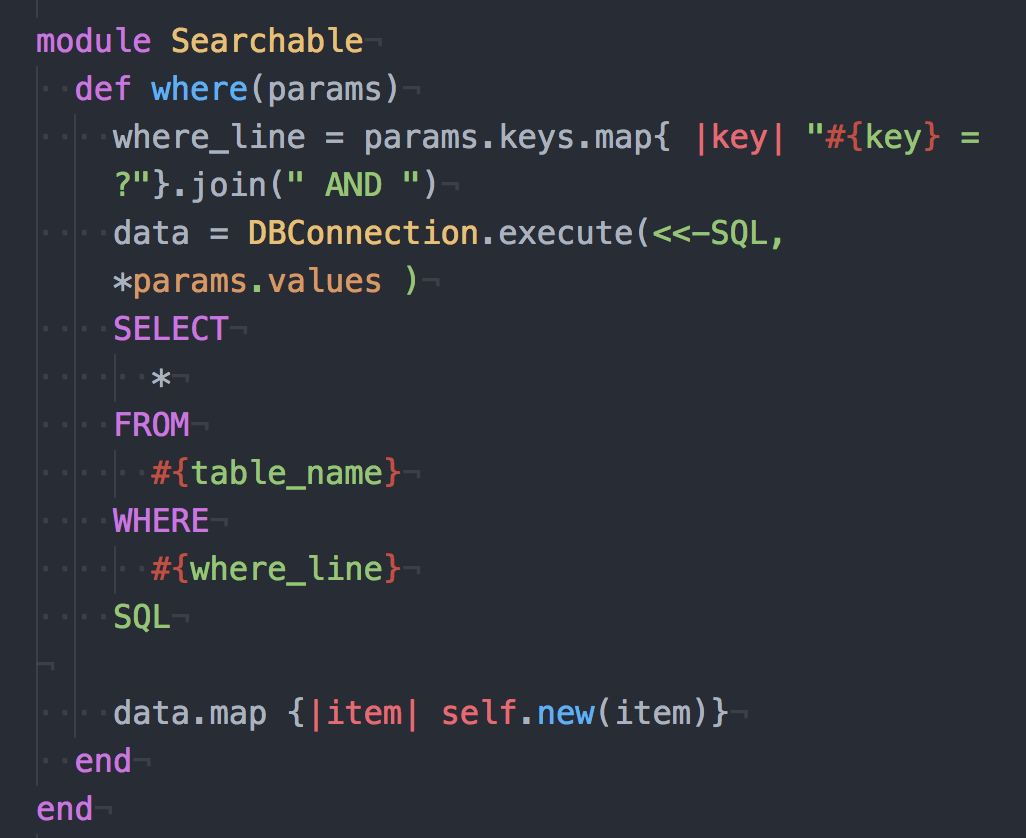 module Searchable¬
··def where(params)¬
····where_line = params.keys.map{ |key| "#{key} =
?"}.join(" AND ")¬
····data = DBConnection.execute(<<-SQL,
*params.values )¬
····SELECT¬
······*¬
····FROM¬
······#{table_name}¬
····WHERE¬
······#{where_line}¬
····SQL¬
¬
····data.map {|item| self.new(item)}¬
··end¬
end¬